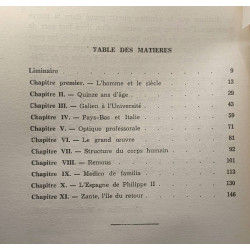 TABLE DES MATIERES
Liminaire . . . . . . . 9
Chapitre premier. — L'homme et le siècle . . . . 13
Chapitre II. — Quinze ans d'âge . . . . . 29
Chapitre III. — Galien à l'Université . . . . 43
Chapitre IV. — Pays-Bas et Italie . . . . 59
Chapitre V. — Optique professorale . . . . 71
Chapitre VI. — Le grand œuvre . . . . 81
Chapitre VII. — Structure du corps humain . . . 92
Chapitre VIII. — Remous . . . . . 101
Chapitre IX. — Medico de familia . . . . 113
Chapitre X. — L'Espagne de Philippe II . . . 130
Chapitre XI. — Zante, l'île du retour . . . . 146